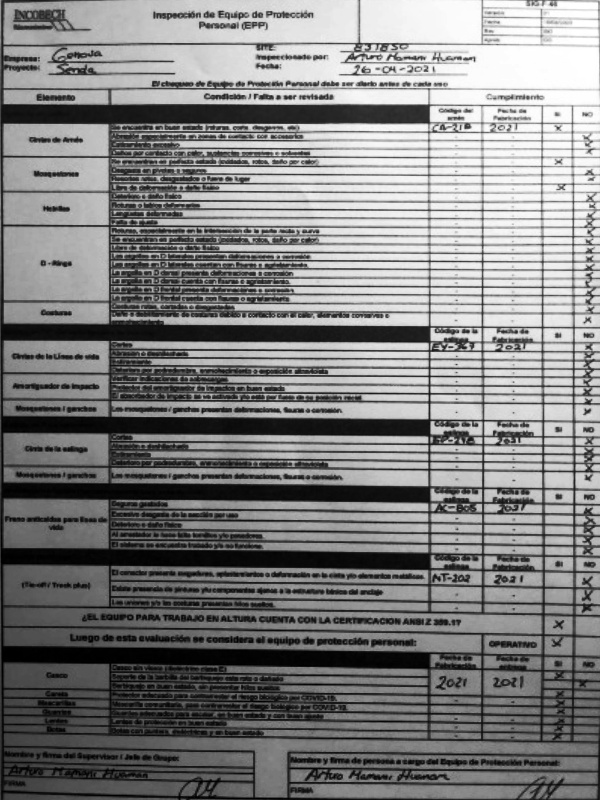 INCOBECH
Inspección de Equipo de Protección
Personal (EPP)
SIG-F-46
Empresa: Genova
Proyecto: Senda
SITE: 831850
Inspeccionado por: Arturo Mamani Huaman
Fecha: 26-04-2021
El chequeo de Equipo de Protección Personal debe ser diario antes de cada uso
Elemento Condición / Falta a ser revisada Cumplimiento
Código del arnés Fecha de Fabricación SI NO
Cintas de Arnés
Se encuentra en buen estado (roturas, corte, desgarros, etc) CA-218 2021 X
Abrasión especialmente en zonas de contacto con accesorios X
Estiramiento excesivo X
Daños por contacto con calor, sustancias corrosivas o solventes X
Mosquetones
Se encuentran en perfecto estado (oxidados, rotos, daño por calor) X
Desgaste en pivotes o seguros X
Resortes rotos, desgastados o fuera de lugar X
Hebillas
Libre de deformación o daño físico X
Deterioro o daño físico X
Roturas o labios deformados X
Lengüetas deformadas X
Falta de ajuste X
D - Rings
Roturas, especialmente en la intersección de la parte recta y curva X
Se encuentran en perfecto estado (oxidados, rotos, daño por calor) X
Libre de deformación o daño físico X
Las argollas en D laterales presentan deformaciones o corrosión X
Las argollas en D laterales cuentan con fisuras o agrietamiento. X
La argolla en D dorsal presenta deformaciones o corrosión X
La argolla en D dorsal cuenta con fisuras o agrietamiento. X
La argolla en D frontal presenta deformaciones o corrosión. X
La argolla en D frontal cuenta con fisuras o agrietamiento X
Costuras
Costuras rotas, corridas o desgastadas X
Daño o debilitamiento de costuras debido a contacto con el calor, elementos corrosivos o enmohecimiento X
Código de la eslinga Fecha de Fabricación SI NO
Cintas de la Línea de vida
Cortes EY-367 2021 X
Abrasión o deshilachado X
Estiramiento X
Deterioro por podredumbre, enmohecimiento o exposición ultravioleta X
Amortiguador de impacto
Verificar indicaciones de sobrecargas X
Protector del amortiguador de impactos en buen estado X
El absorbedor de impacto se ve activado y/o está por fuera de su posición inicial X
Mosquetones / ganchos
Los mosquetones / ganchos presentan deformaciones, fisuras o corrosión. X
Código de la eslinga Fecha de Fabricación SI NO
Cinta de la eslinga
Cortes EP-298 2021 X
Abrasión o deshilachado X
Estiramiento X
Deterioro por podredumbre, enmohecimiento o exposición ultravioleta X
Mosquetones / ganchos
Los mosquetones / ganchos presentan deformaciones, fisuras o corrosión. X
Código de la eslinga Fecha de Fabricación SI NO
Freno anticaídas para línea de vida
Seguros gastados AC-805 2021 X
Excesivo desgaste de la sección por uso X
Deterioro o daño físico X
Al arrestador le hace falta tornillos y/o pasadores. X
El sistema se encuentra trabado y/o no funciona. X
Código de la eslinga Fecha de Fabricación SI NO
(Tie-off / Track plus)
El conector presenta rasgaduras, aplastamientos o deformación en la cinta y/o elementos metálicos. NT-202 2021 X
Existe presencia de pinturas y/o componentes ajenos a la estructura básica del anclaje X
Las uniones y/o las costuras presentan hilos sueltos. X
¿EL EQUIPO PARA TRABAJO EN ALTURA CUENTA CON LA CERTIFICACION ANSI Z 359.1? X
Luego de esta evaluación se considera el equipo de protección personal: OPERATIVO X
Fecha de Fabricación Fecha de entrega SI NO
Casco
Casco sin visera (dieléctrico clase E) 2021 2021 X
Soporte de la barbilla del barbiquejo esta roto o dañado X
Barbiquejo en buen estado, sin presentar hilos sueltos X
Careta Protector adecuado para contrarrestar el riesgo biológico por COVID-19. X
Mascarillas Mascarilla comunitaria, para contrarrestar el riesgo biológico por COVID-19. X
Guantes Guantes adecuados para escalar, en buen estado y con buen ajuste X
Lentes Lentes de protección en buen estado X
Botas Botas con puntera, dieléctricas y en buen estado X
Nombre y firma del Supervisor / Jefe de Grupo:
Arturo Mamani Huaman
FIRMA
Nombre y firma de persona a cargo del Equipo de Protección Personal:
Arturo Mamani Huaman
FIRMA